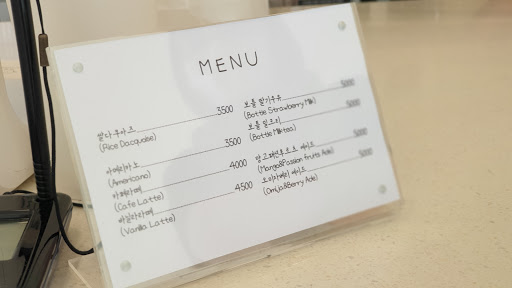 MENU
쌀다쿠아즈 3500
(Rice Dacquoise)
아메리카노 3500
(Americano)
카페라떼 4000
(Cafe Latte)
바닐라라떼 4500
(Vanilla Latte)
보틀 딸기우유 5000
(Bottle Strawberry Milk)
보틀 밀크티 5000
(Bottle Milktea)
망고패션후르츠 에이드 5000
(Mango&Passion fruits Ade)
오미자베리 에이드 5000
(Omija&Berry Ade)